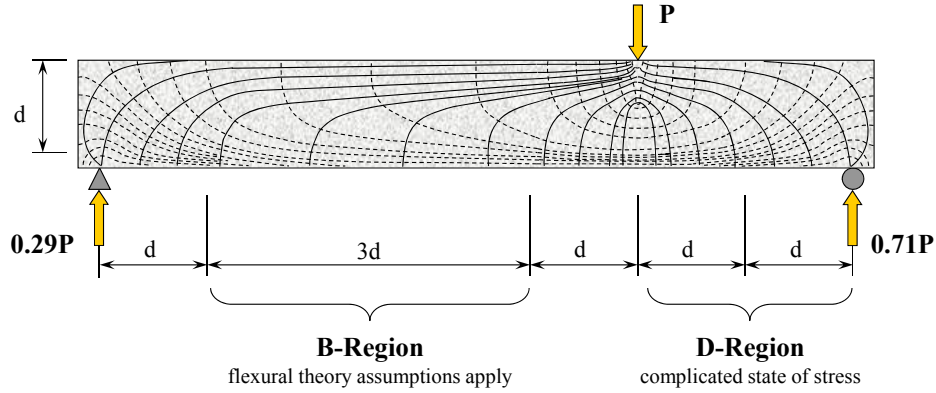 P
d
0.29P
0.71P
d
3d
d
d
d
B-Region
flexural theory assumptions apply
D-Region
complicated state of stress